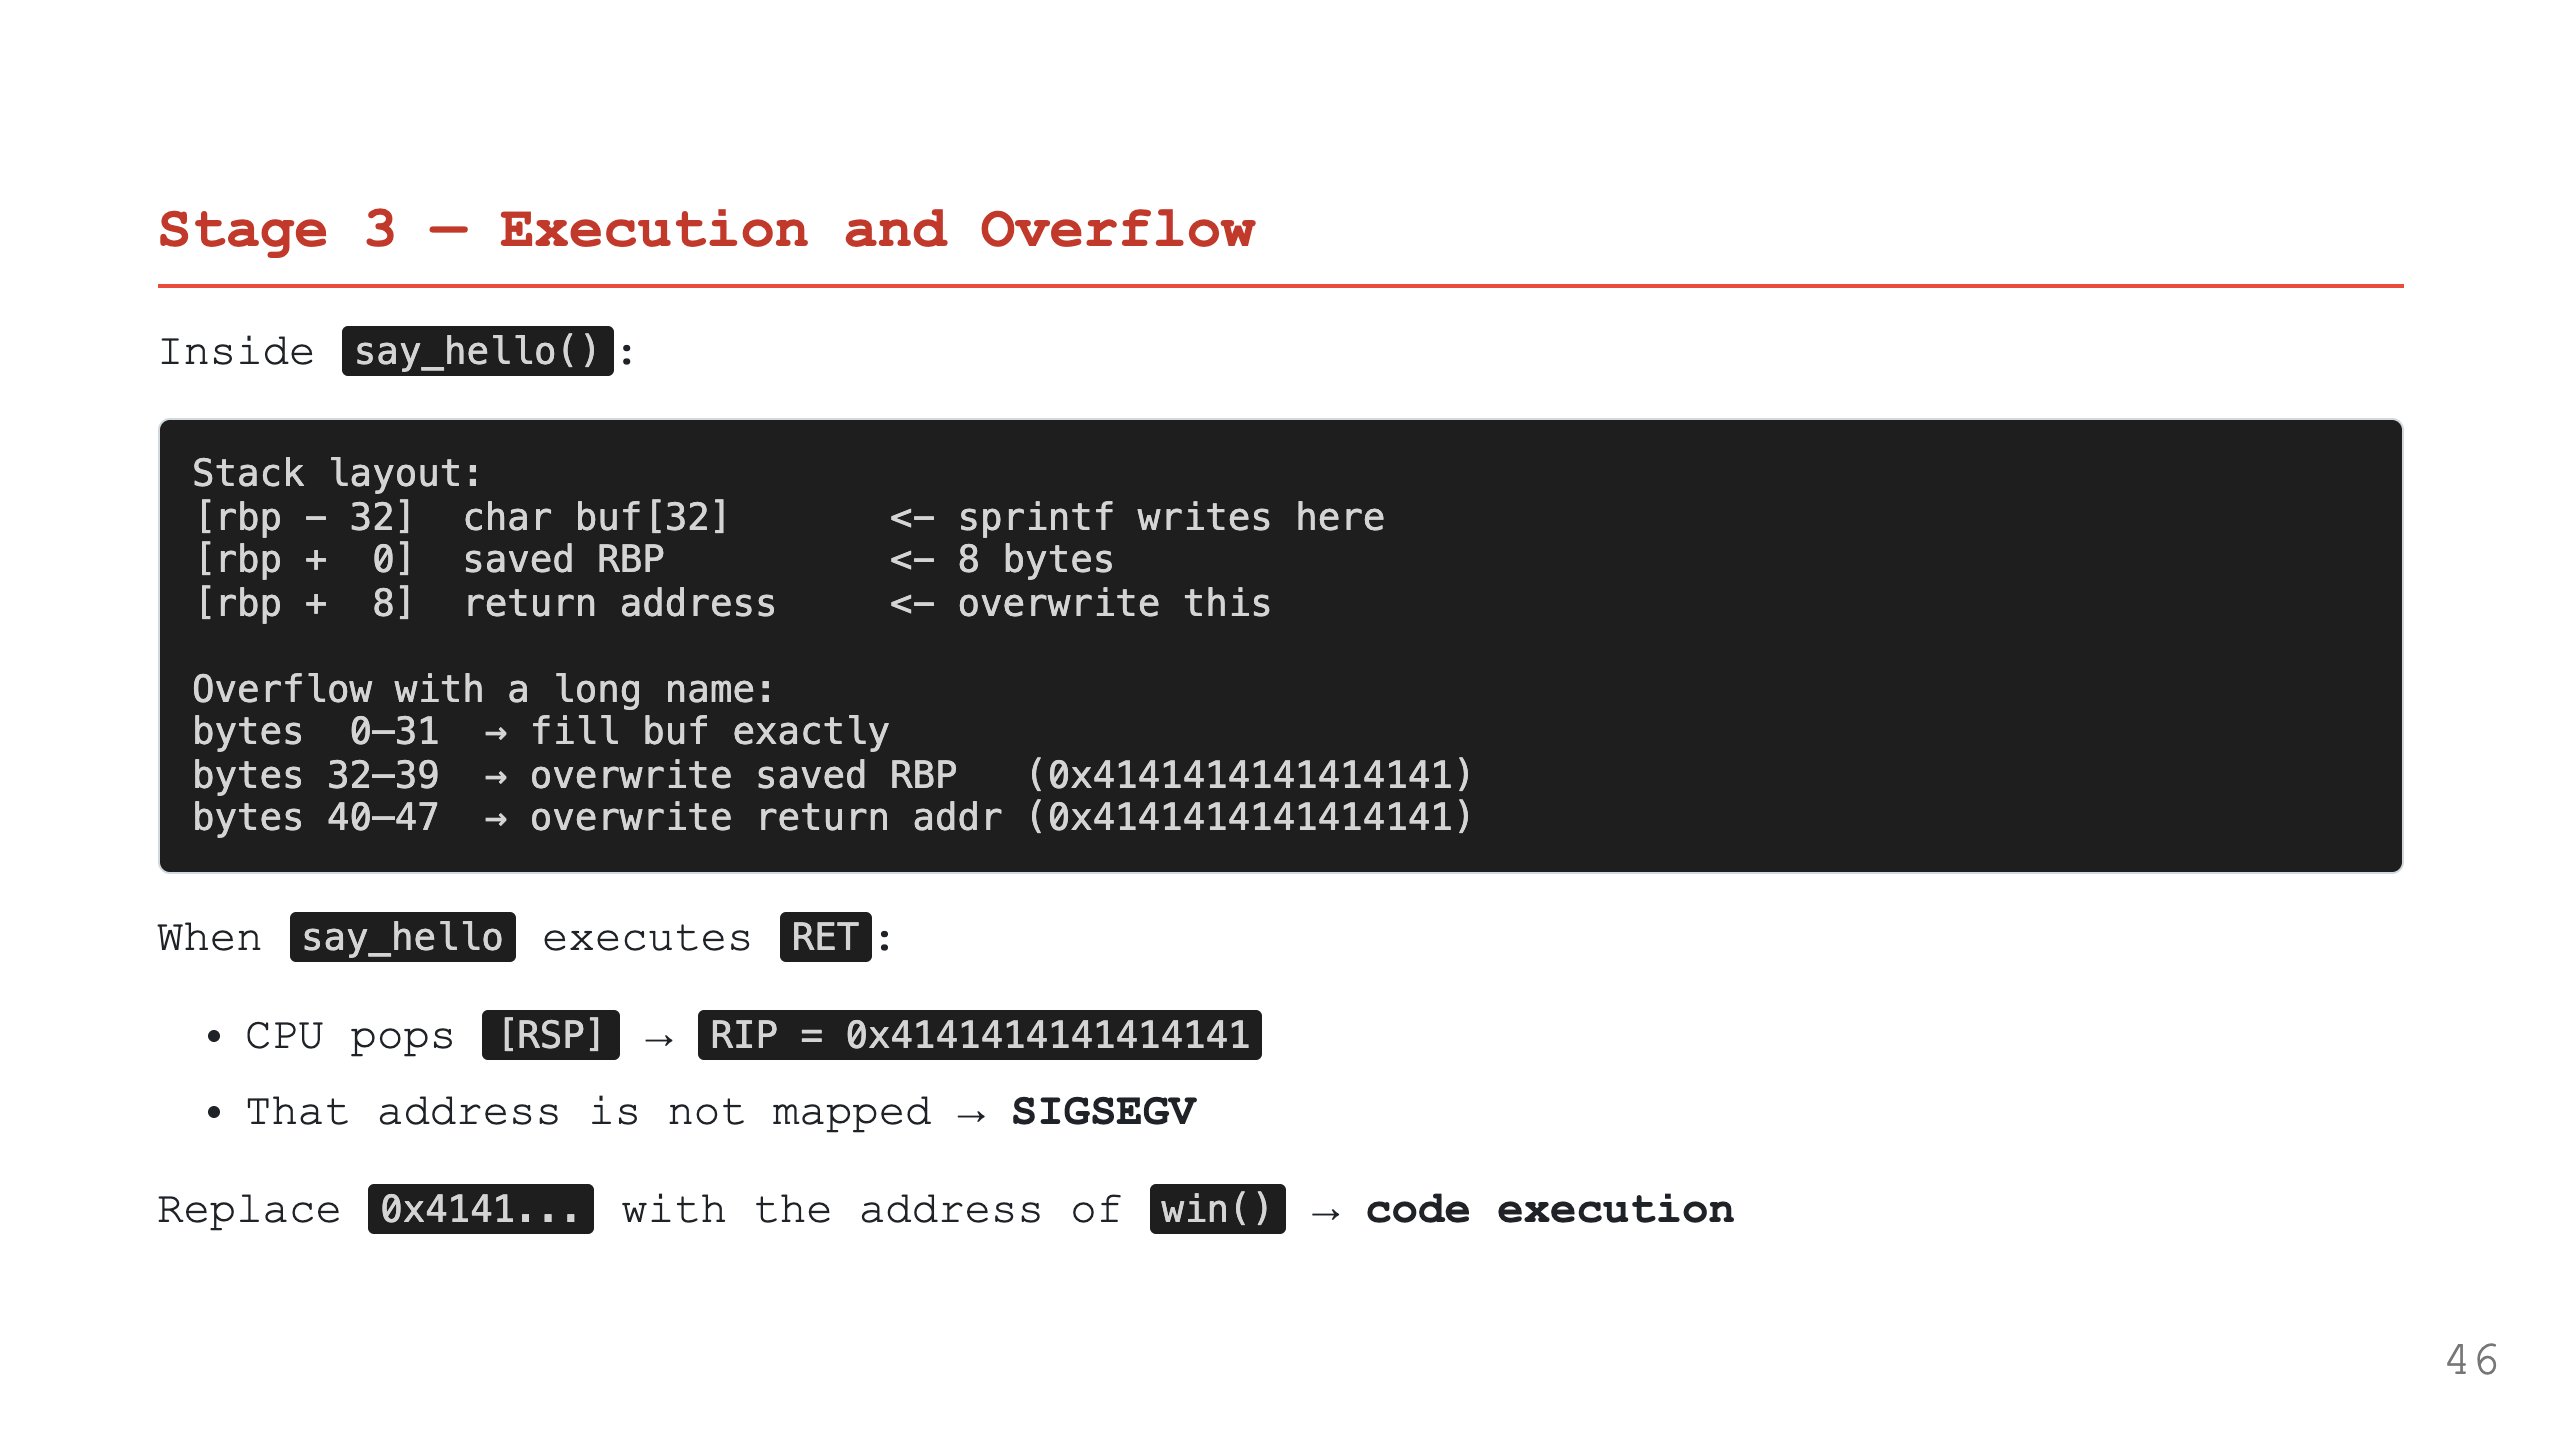 Stage 3 — Execution and Overflow
Inside say_hello():
Stack layout:
[rbp - 32]  char buf[32]       <- sprintf writes here
[rbp +  0]  saved RBP          <- 8 bytes
[rbp +  8]  return address     <- overwrite this
Overflow with a long name:
bytes  0–31  → fill buf exactly
bytes 32–39  → overwrite saved RBP   (0x4141414141414141)
bytes 40–47  → overwrite return addr (0x4141414141414141)
When say_hello executes RET:
• CPU pops [RSP] → RIP = 0x4141414141414141
• That address is not mapped → SIGSEGV
Replace 0x4141... with the address of win() → code execution
46